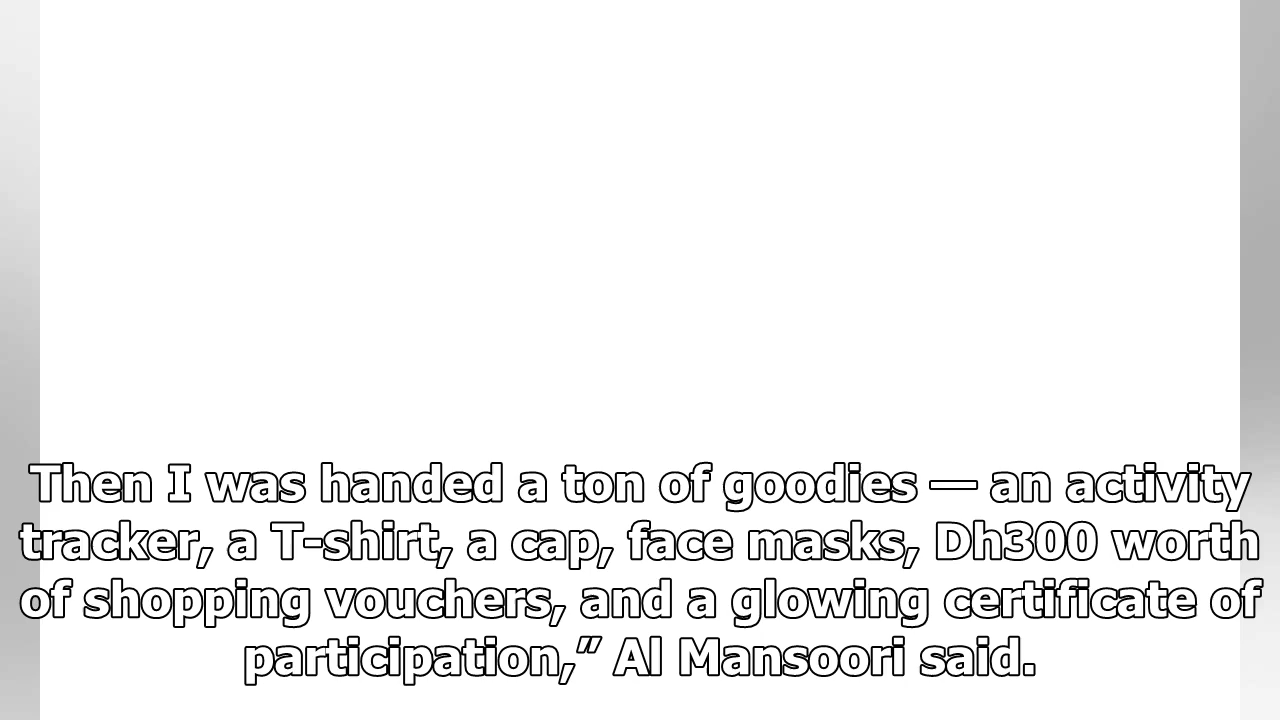 Then I was handed a ton of goodies — an activity
tracker, a T-shirt, a cap, face masks, Dh300 worth
of shopping vouchers, and a glowing certificate of
participation,” Al Mansoori said.